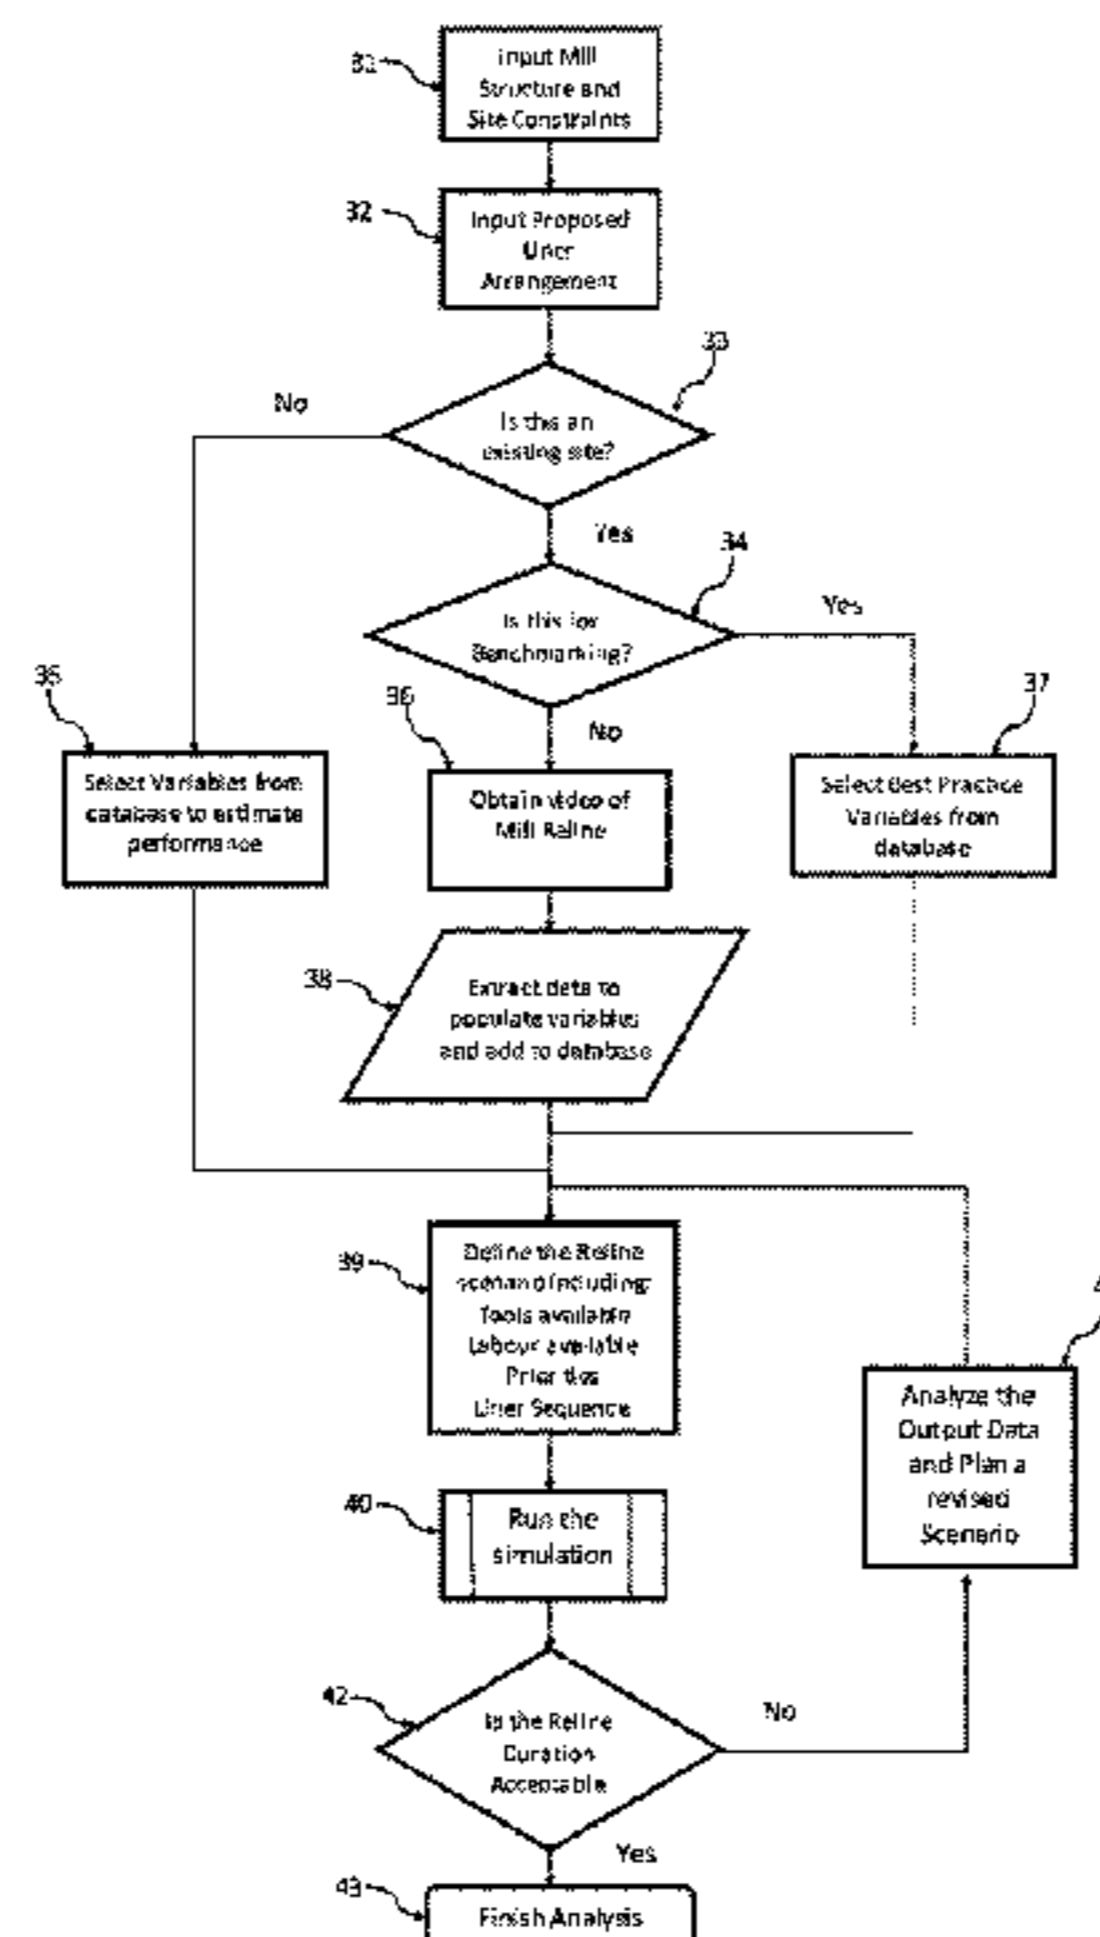 31
Input Mill
Structure and
Site Constraints
32
Input Proposed
Liner
Arrangement
33
No
Is this an
existing site?
Yes
34
Is this for
Benchmarking?
Yes
35
36
37
No
Select Variables from
database to estimate
performance
Obtain video of
Mill Reline
Select Best Practice
Variables from
database
38
Extract data to
populate variables
and add to database
39
Define the Reline
scenario including:
Tools available
Labour available
Priorities
Liner Sequence
4
Analyze the
Output Data
and Plan a
revised
Scenario
40
Run the
simulation
42
Is the Reline
Duration
Acceptable
No
Yes
43
Finish Analysis